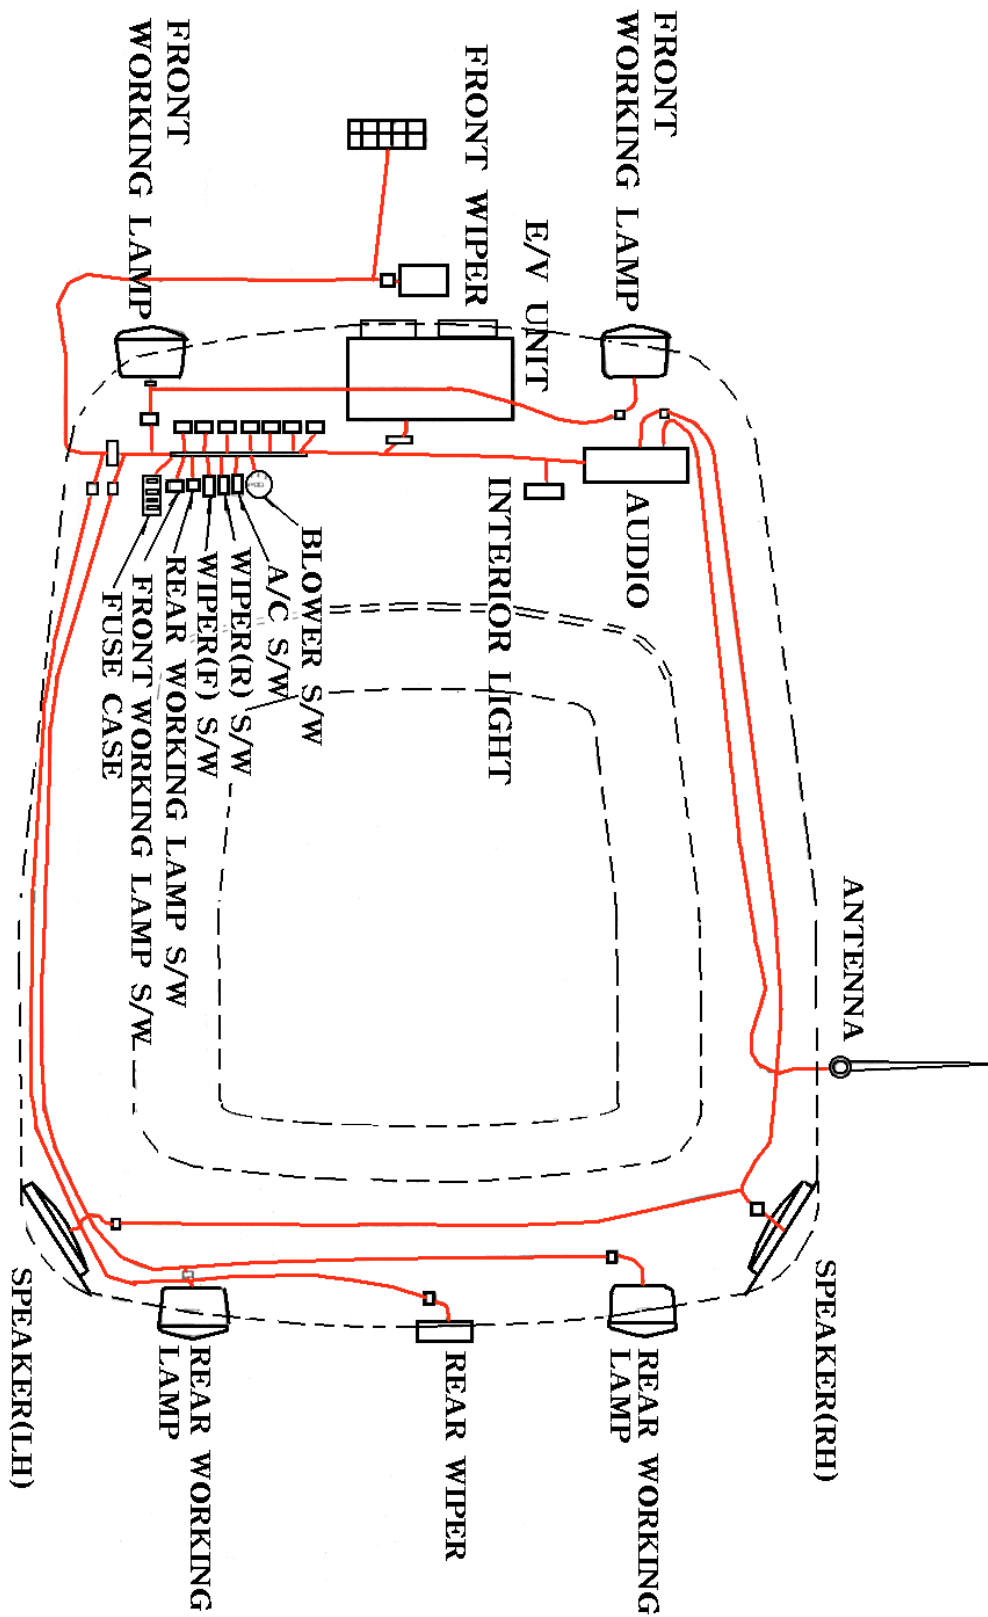 FRONT
WORKING LAMP
FRONT WIPER
E/V UNIT
FRONT
WORKING LAMP
BLOWER S/W
A/C S/W
WIPER(R) S/W
WIPER(F) S/W
REAR WORKING LAMP S/W
FRONT WORKING LAMP S/W
FUSE CASE
INTERIOR LIGHT
AUDIO
ANTENNA
SPEAKER(LH)
REAR WORKING
LAMP
REAR WIPER
REAR WORKING
LAMP
SPEAKER(RH)